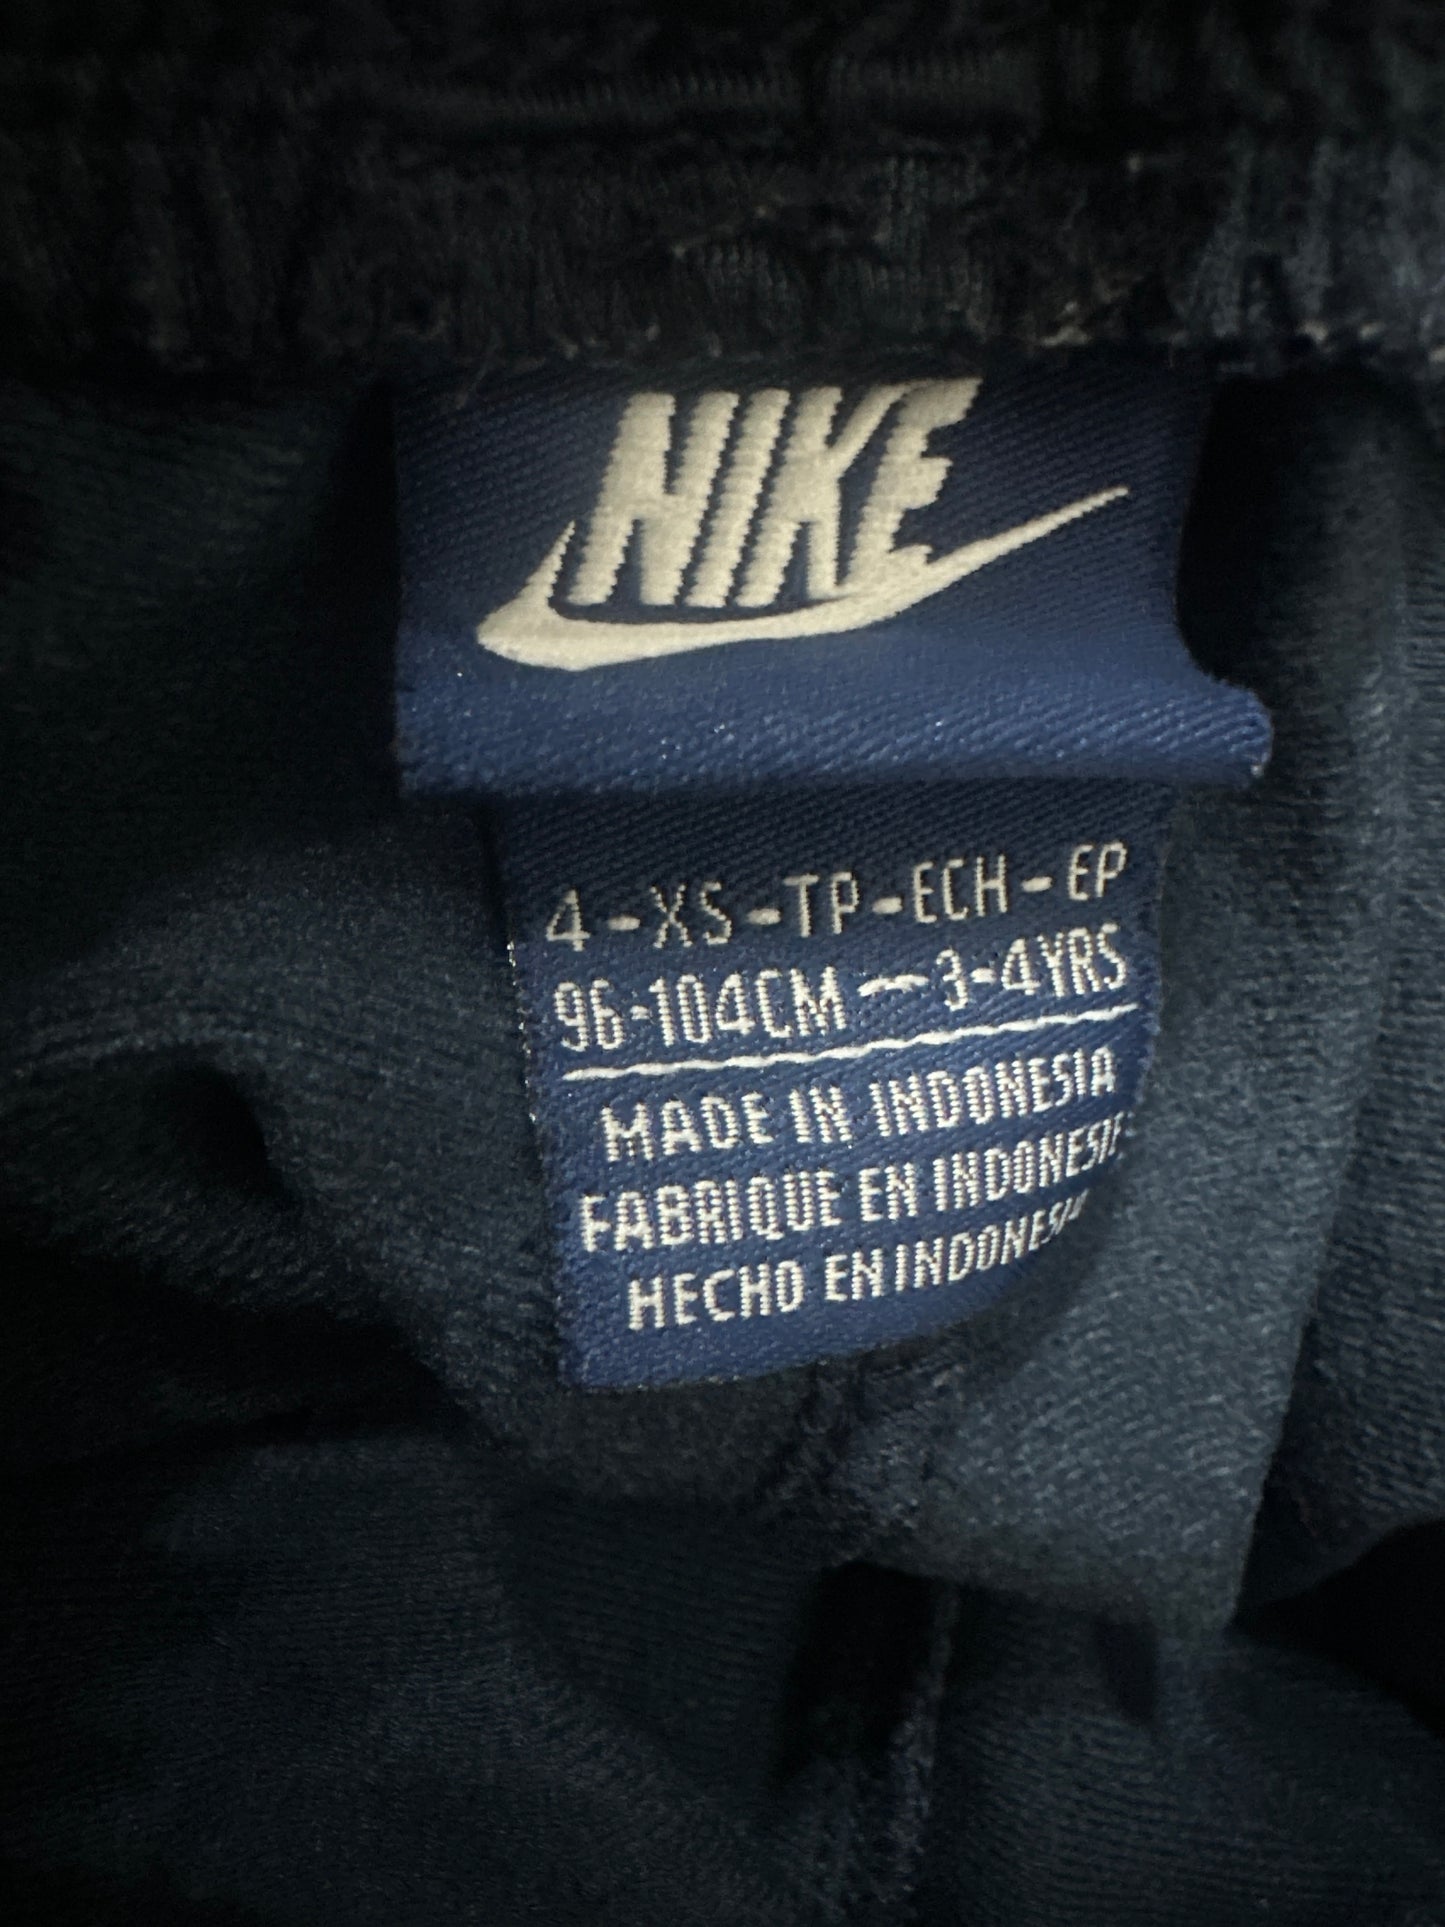 NIKE
4-XS-TP-ECH-EP
96-104CM — 3-4YRS
MADE IN INDONESIA
FABRIQUE EN INDONESIE
HECHO EN INDONESIA